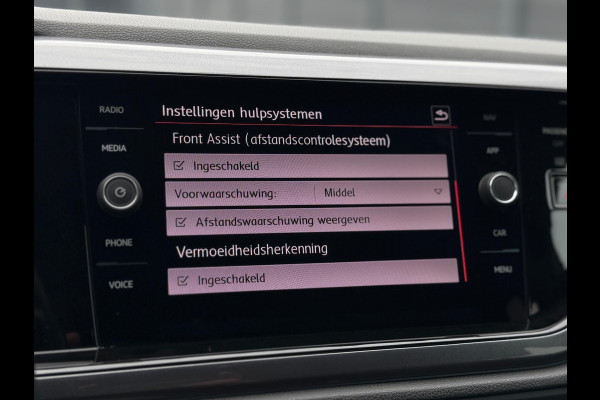 RADIO
MEDIA
PHONE
VOICE
Instellingen hulpsystemen
Front Assist (afstandscontrolesysteem)
Ingeschakeld
Voorwaarschuwing: Middel
Afstandswaarschuwing weergeven
Vermoeidheidsherkenning
Ingeschakeld
NAV
APP
CAR
MENU